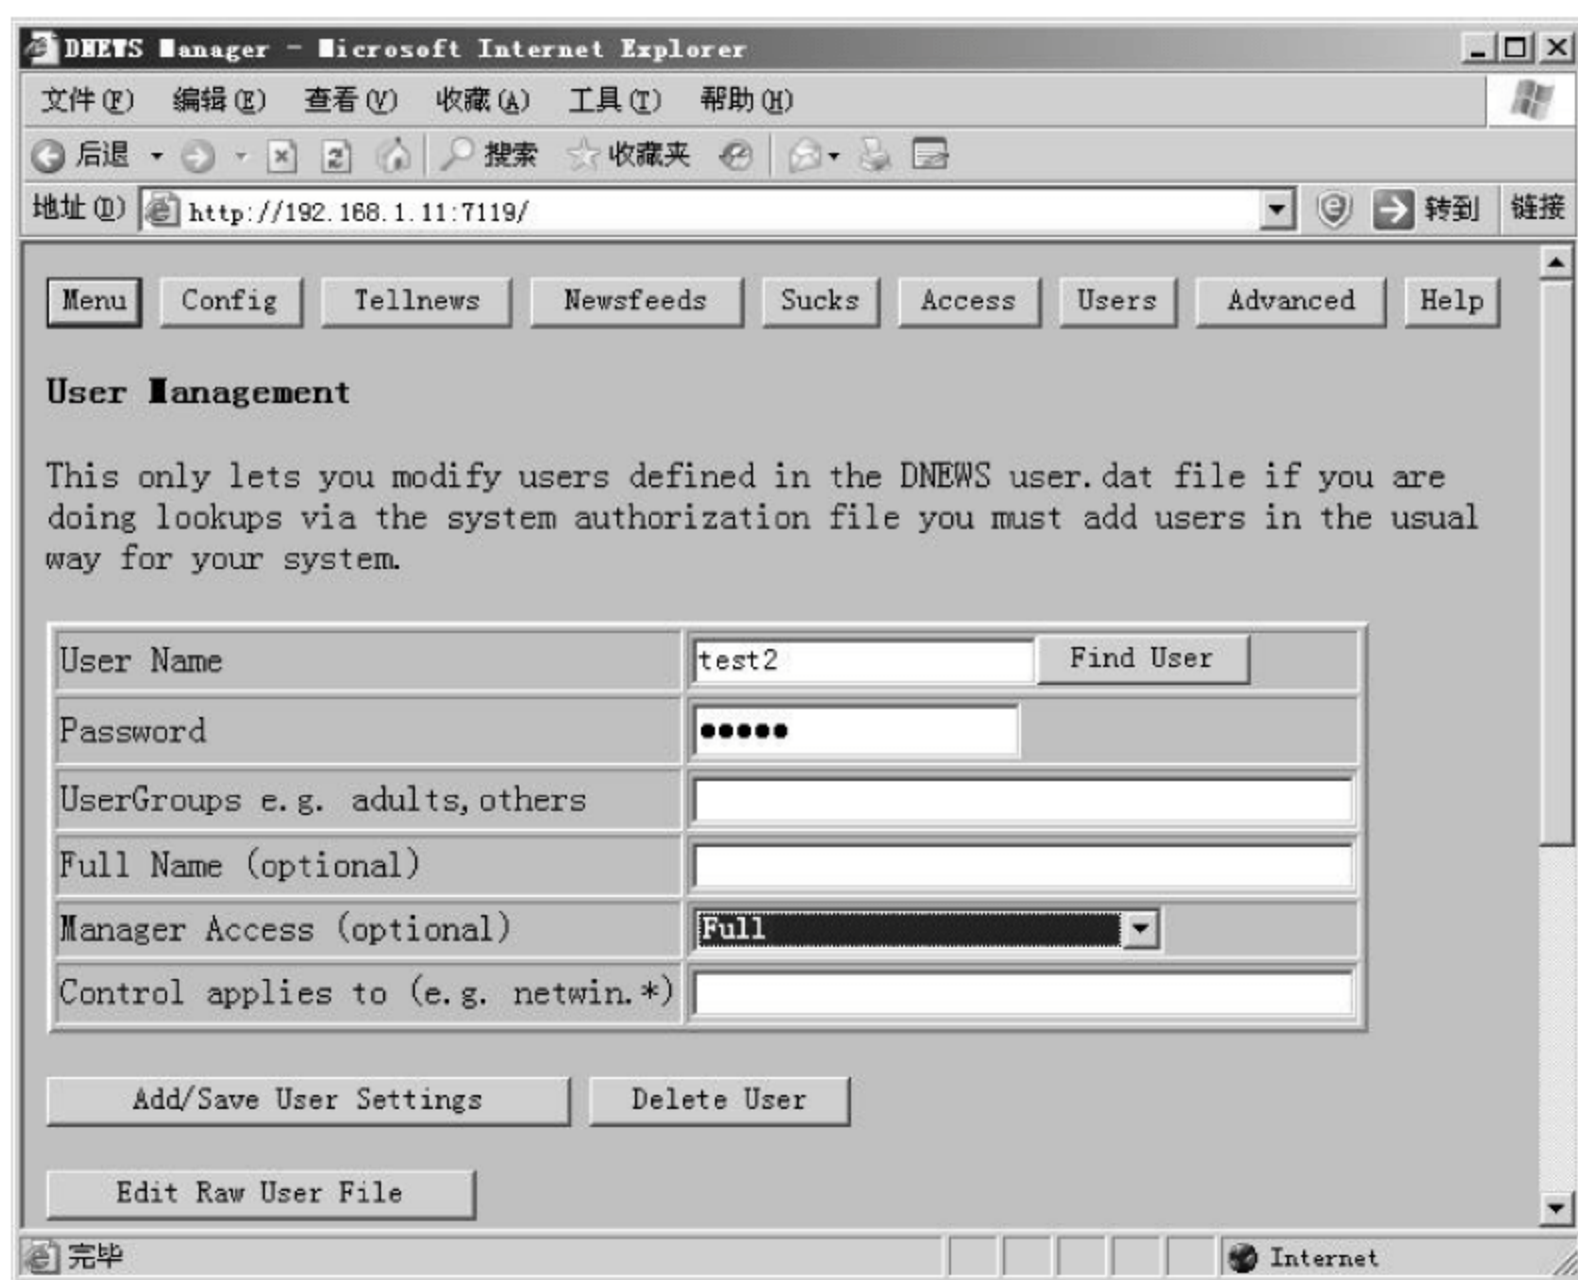 DNEWS Manager - Microsoft Internet Explorer
文件(F) 编辑(E) 查看(V) 收藏(A) 工具(T) 帮助(H)
后退 搜索 收藏夹
地址(D) http://192.168.1.11:7119/ 转到 链接
Menu Config Tellnews Newsfeeds Sucks Access Users Advanced Help
User Management
This only lets you modify users defined in the DNEWS user.dat file if you are
doing lookups via the system authorization file you must add users in the usual
way for your system.
User Name test2 Find User
Password •••••
UserGroups e.g. adults,others
Full Name (optional)
Manager Access (optional) Full
Control applies to (e.g. netwin.*)
Add/Save User Settings Delete User
Edit Raw User File
完毕 Internet